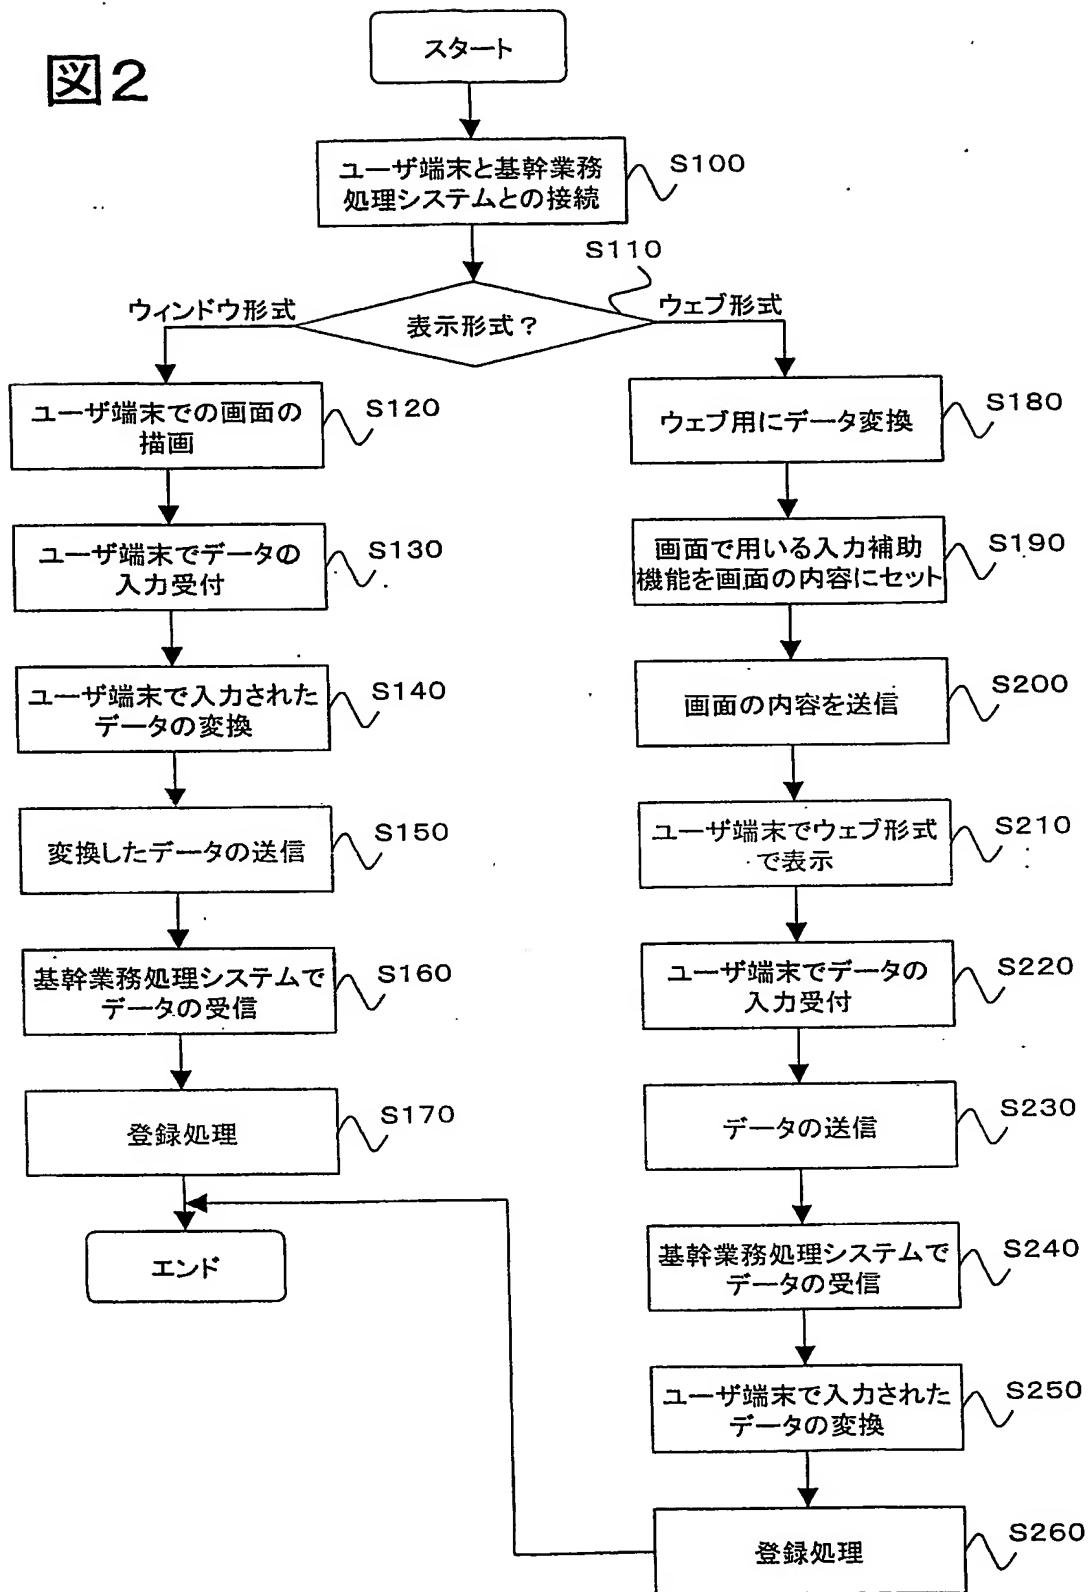 図2
スタート
ユーザ端末と基幹業務
処理システムとの接続
S100
S110
表示形式？
ウィンドウ形式
ウェブ形式
ユーザ端末での画面の
描画
S120
ユーザ端末でデータの
入力受付
S130
ユーザ端末で入力された
データの変換
S140
変換したデータの送信
S150
基幹業務処理システムで
データの受信
S160
登録処理
S170
エンド
ウェブ用にデータ変換
S180
画面で用いる入力補助
機能を画面の内容にセット
S190
画面の内容を送信
S200
ユーザ端末でウェブ形式
で表示
S210
ユーザ端末でデータの
入力受付
S220
データの送信
S230
基幹業務処理システムで
データの受信
S240
ユーザ端末で入力された
データの変換
S250
登録処理
S260